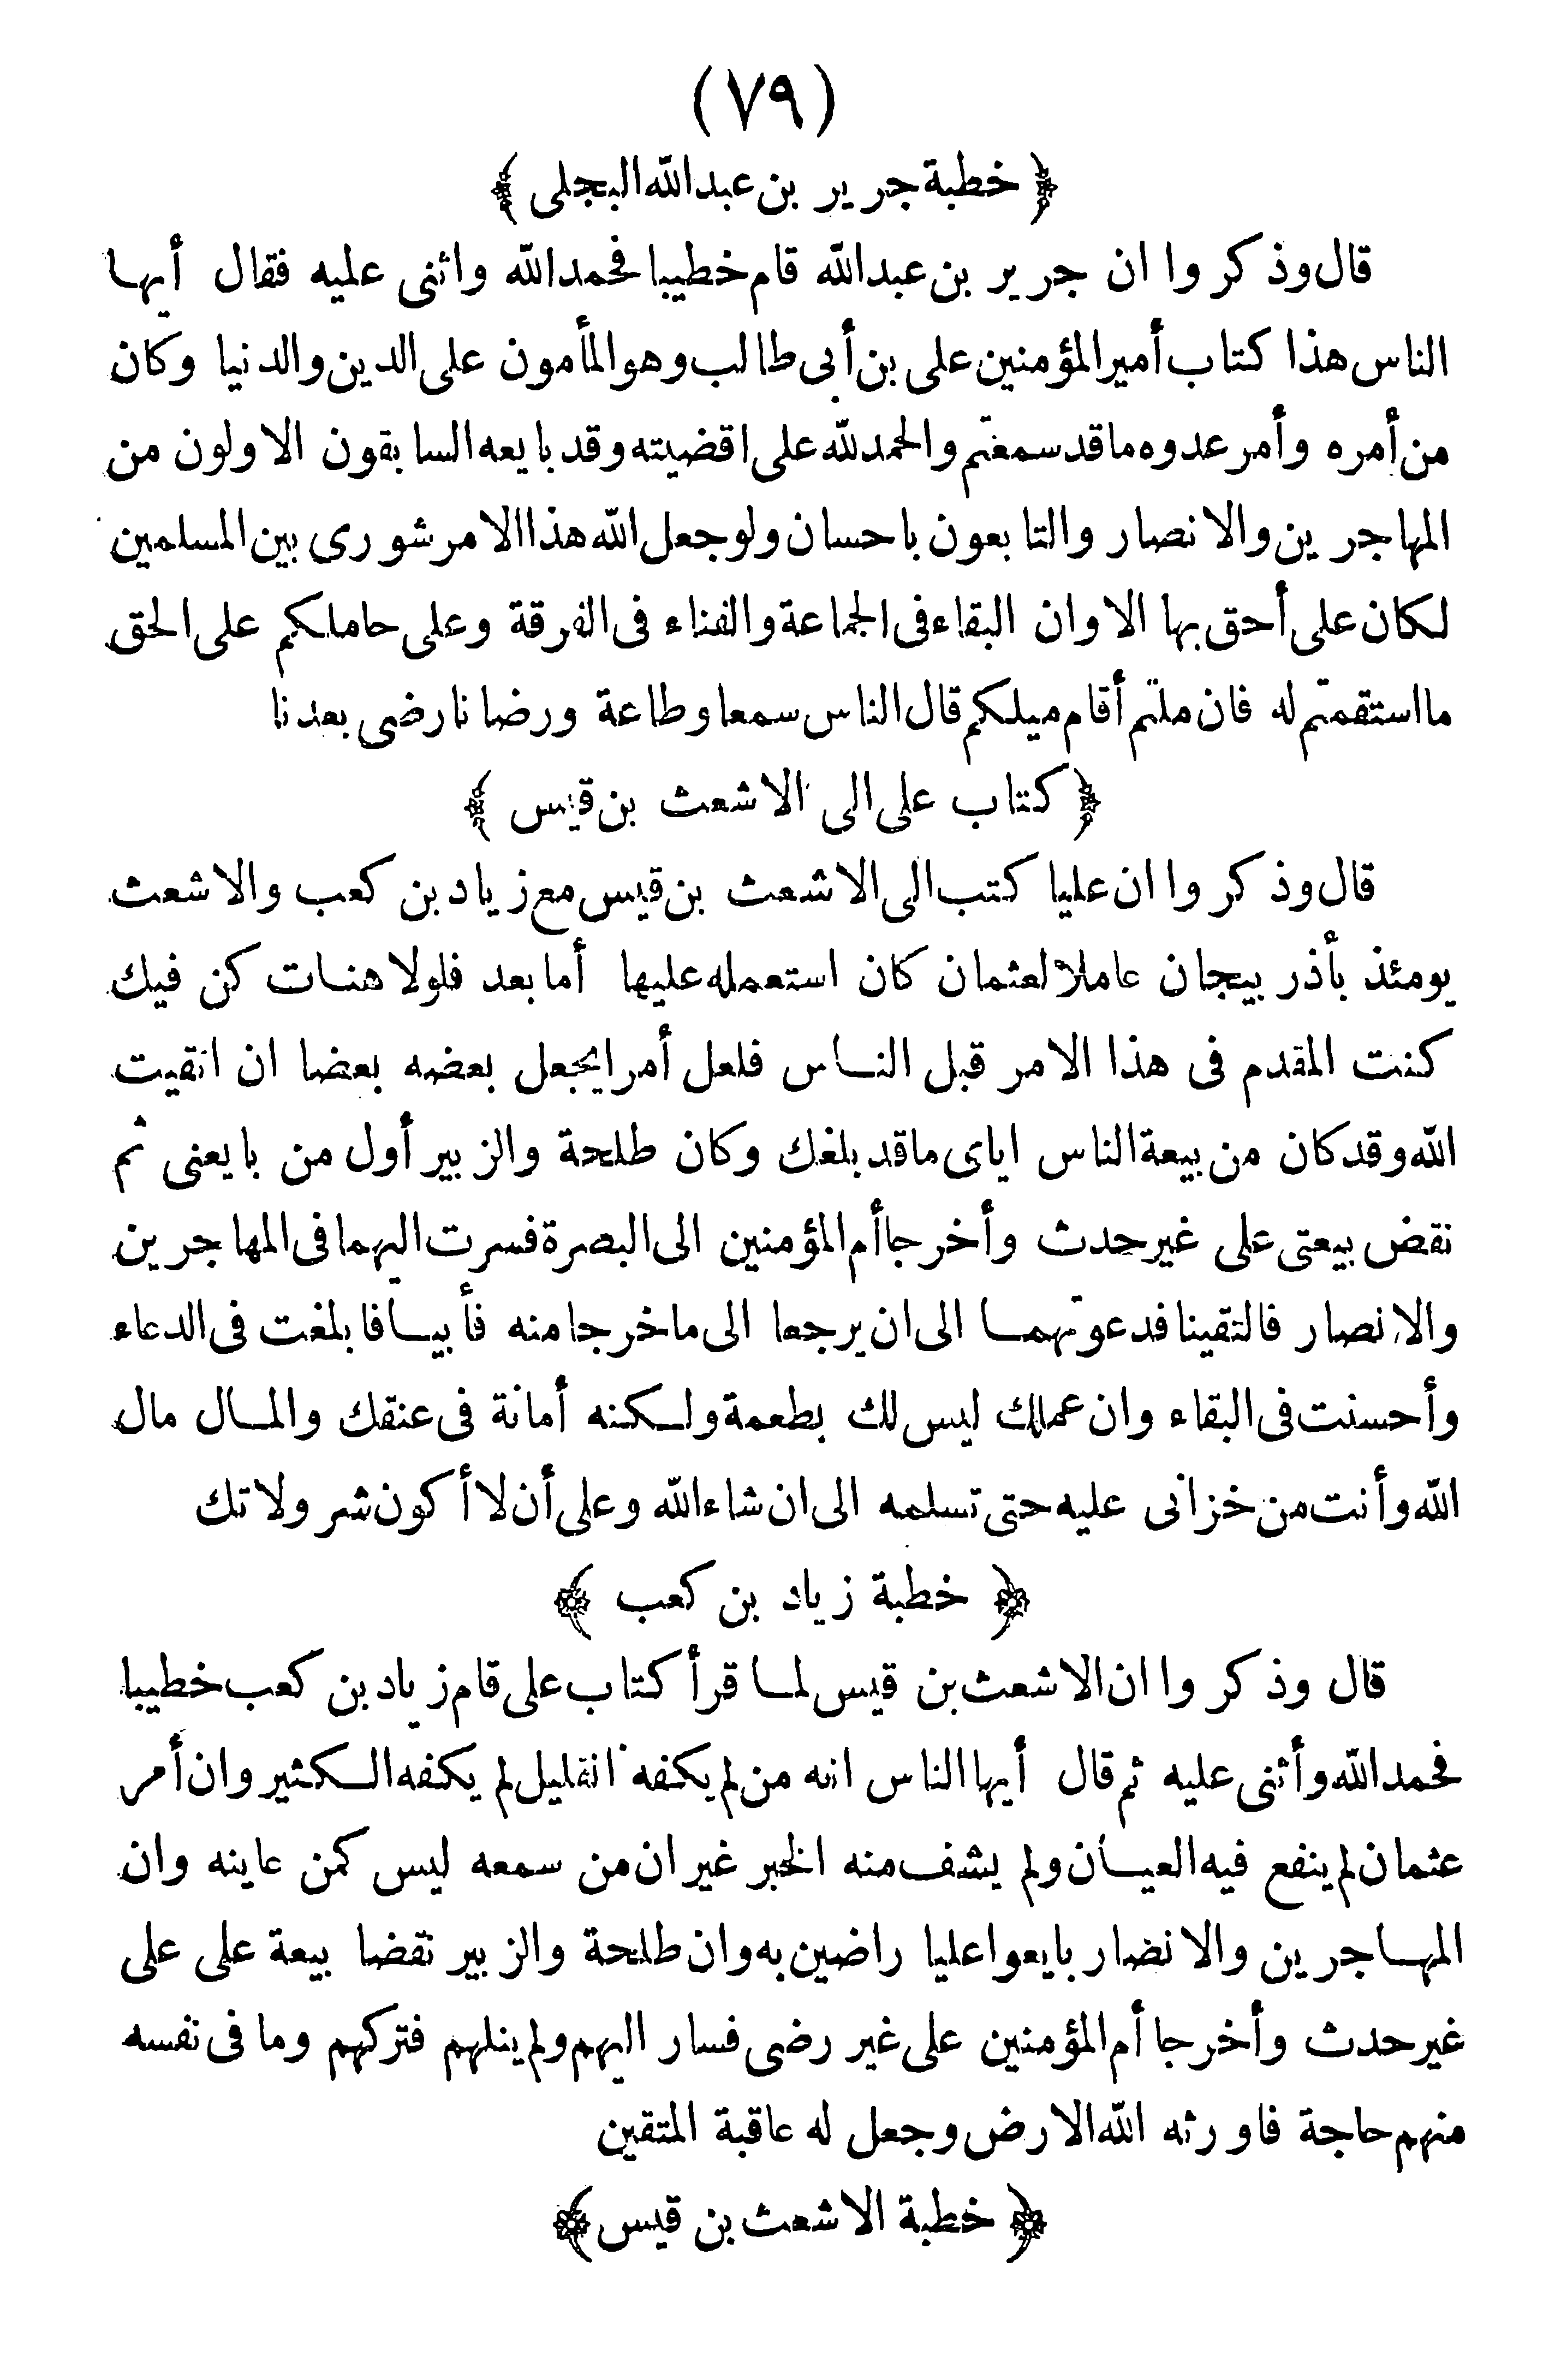 (٧٩)
﴿ خطبة جرير بن عبدالله البجلى ﴾
قال وذكروا ان جرير بن عبدالله قام خطيبا فحمدالله واثنى عليه فقال أيها
الناس هذا كتاب أمير المؤمنين على بن أبى طالب وهو المأمون على الدين والدنيا وكان
من أمره وأمر عدوه ماقد سمعتم والحمد لله على اقضيته وقد بايعه السابقون الاولون من
المهاجرين والانصار والتابعون باحسان ولو جعل الله هذا الامر شورى بين المسلمين
لكان على أحق بها الا وان البقاء فى الجماعة والفناء فى الفرقة وعلى حاملكم على الحق
ما استقمتم له فان ملتم أقام ميلكم قال الناس سمعا وطاعة ورضانا رضى بعدنا
﴿ كتاب على الى الاشعث بن قيس ﴾
قال وذكروا ان عليا كتب الى الاشعث بن قيس مع زياد بن كعب والاشعث
يومئذ بأذربيجان عاملا لعثمان كان استعمله عليها أما بعد فلولا هنات كن فيك
كنت المقدم فى هذا الامر قبل الناس فلعل أمرا يجعل بعضه بعضا ان اتقيت
الله وقد كان من بيعة الناس اياى ماقد بلغك وكان طلحة والزبير أول من بايعنى ثم
نقض بيعتى على غير حدث وأخرجا أم المؤمنين الى البصرة فسرت اليهما فى المهاجرين
والانصار فالتقينا فدعوتهما الى ان يرجعا الى ماخرجا منه فأبيا فابلغت فى الدعاء
وأحسنت فى البقاء وان عملك ليس لك بطعمة ولكنه أمانة فى عنقك والمال مال
الله وأنت من خزانى عليه حتى تسلمه الى ان شاء الله وعلى أن لا أكون شر ولاتك
﴿ خطبة زياد بن كعب ﴾
قال وذكروا ان الاشعث بن قيس لما قرأ كتاب على قام زياد بن كعب خطيبا
فحمد الله وأثنى عليه ثم قال أيها الناس انه من لم يكفه القليل لم يكفه الكثير وان أمر
عثمان لم ينفع فيه العيان ولم يشف منه الخبر غير ان من سمعه ليس كمن عاينه وان
المهاجرين والانضار بايعوا عليا راضين به وان طلحة والزبير نقضا بيعة على على
غير حدث وأخرجا أم المؤمنين على غير رضى فسار اليهم ولم ينلهم فتركهم وما فى نفسه
منهم حاجة فاورثه الله الارض وجعل له عاقبة المتقين
﴿ خطبة الاشعث بن قيس ﴾